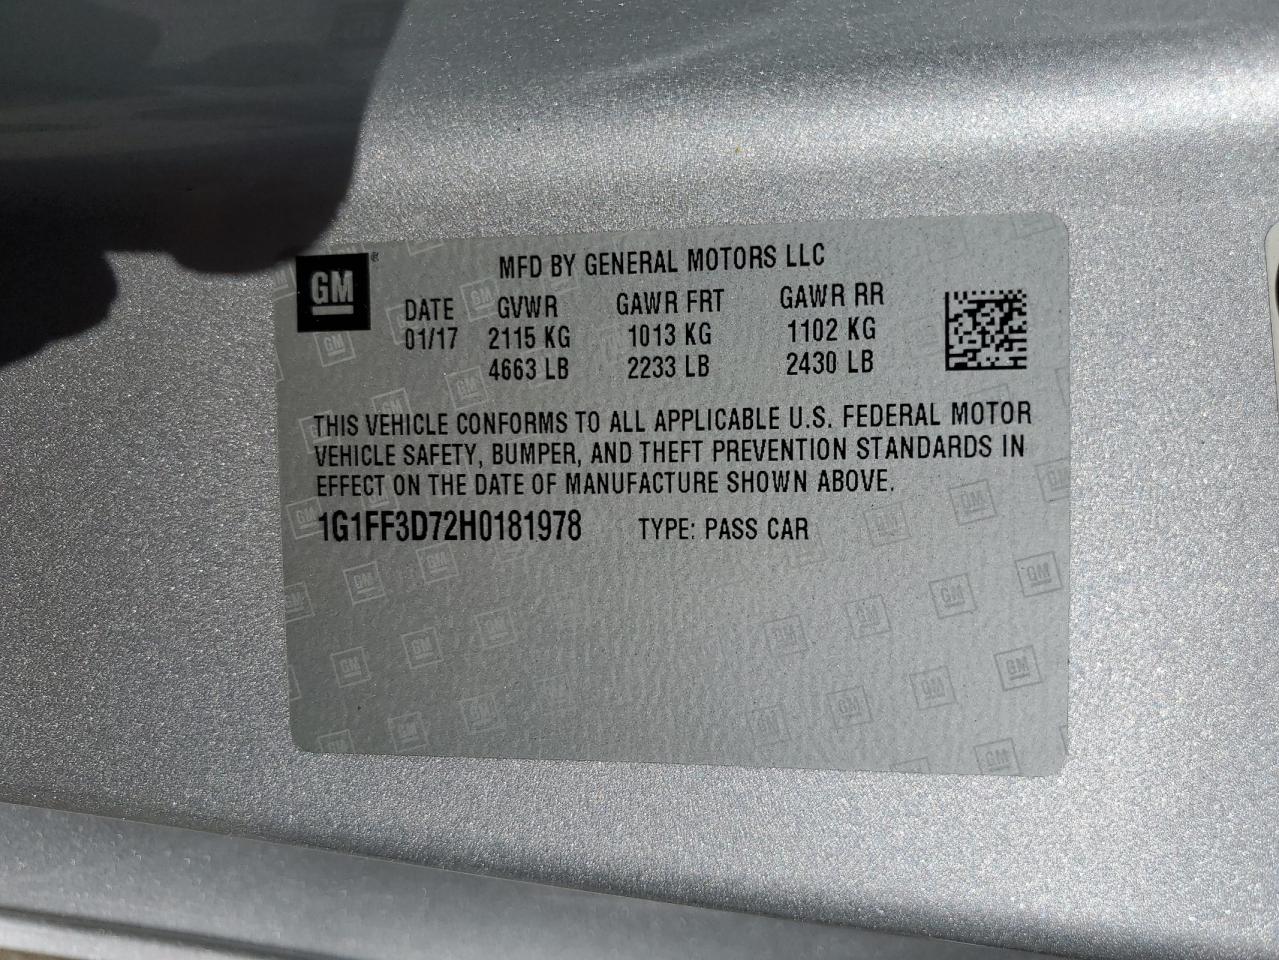 GM
®
MFD BY GENERAL MOTORS LLC
DATE GVWR GAWR FRT GAWR RR
01/17 2115 KG 1013 KG 1102 KG
4663 LB 2233 LB 2430 LB
THIS VEHICLE CONFORMS TO ALL APPLICABLE U.S. FEDERAL MOTOR
VEHICLE SAFETY, BUMPER, AND THEFT PREVENTION STANDARDS IN
EFFECT ON THE DATE OF MANUFACTURE SHOWN ABOVE.
1G1FF3D72H0181978 TYPE: PASS CAR